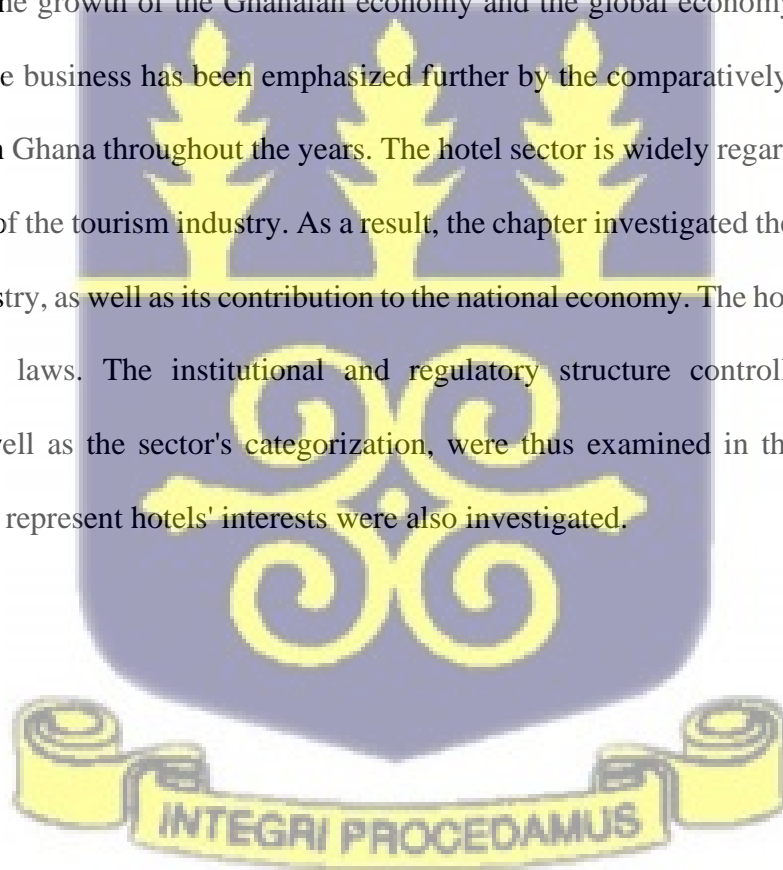 the growth of the Ghanaian economy and the global economy
business has been emphasized further by the comparatively
Ghana throughout the years. The hotel sector is widely regar
of the tourism industry. As a result, the chapter investigated the
stry, as well as its contribution to the national economy. The ho
laws. The institutional and regulatory structure controll
vell as the sector's categorization, were thus examined in th
represent hotels' interests were also investigated.
INTEGRI PROCEDAMUS